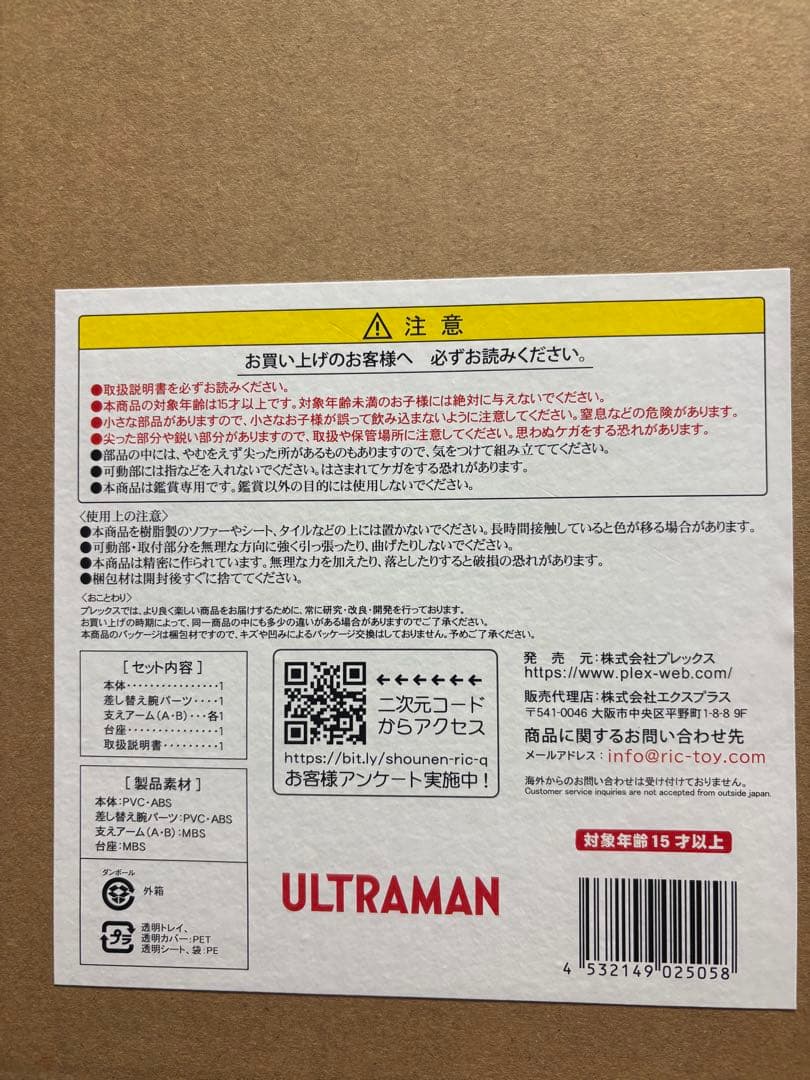 注意
お買い上げのお客様へ 必ずお読みください。
●取扱説明書を必ずお読みください。
●本商品の対象年齢は15才以上です。対象年齢未満のお子様には絶対に与えないでください。
●小さな部品がありますので、小さなお子様が誤って飲み込まないように注意してください。窒息などの危険があります。
●尖った部分や鋭い部分がありますので、取扱や保管場所に注意してください。思わぬケガをする恐れがあります。
●部品の中には、やむをえず尖った所があるものもありますので、気をつけて組み立ててください。
●可動部には指などを入れないでください。はさまれてケガをする恐れがあります。
●本商品は鑑賞専用です。鑑賞以外の目的には使用しないでください。
〈使用上の注意〉
●本商品を樹脂製のソファーやシート、タイルなどの上には置かないでください。長時間接触していると色が移る場合があります。
●可動部・取付部分を無理な方向に強く引っ張ったり、曲げたりしないでください。
●本商品は精密に作られています。無理な力を加えたり、落としたりすると破損の恐れがあります。
●梱包材は開封後すぐに捨ててください。
〈おことわり〉
プレックスでは、より良く楽しい商品をお届けするために、常に研究・改良・開発を行っております。
お買い上げの時期によって、同一商品の中にも多少の違いがある場合がありますのでご了承ください。
本商品のパッケージは梱包材ですので、キズや凹みによるパッケージ交換はしておりません。予めご了承ください。
[セット内容]
本体・・・・・・・・・・・・・・・・1
差し替え腕パーツ・・・・1
支えアーム(A・B)・・・各1
台座・・・・・・・・・・・・・・・1
取扱説明書・・・・・・・・・1
[製品素材]
本体:PVC・ABS
差し替え腕パーツ:PVC・ABS
支えアーム(A・B):MBS
台座:MBS
ダンボール
外箱
プラ
透明トレイ、
透明カバー:PET
透明シート、袋:PE
←←←←←←
二次元コード
からアクセス
https://bit.ly/shounen-ric-q
お客様アンケート実施中!
発 売 元:株式会社プレックス
https://www.plex-web.com/
販売代理店:株式会社エクスプラス
〒541-0046 大阪市中央区平野町1-8-8 9F
商品に関するお問い合わせ先
メールアドレス:info@ric-toy.com
海外からのお問い合わせは受け付けておりません。
Customer service inquiries are not accepted from outside japan.
ULTRAMAN
対象年齢15才以上
4 532149 025058